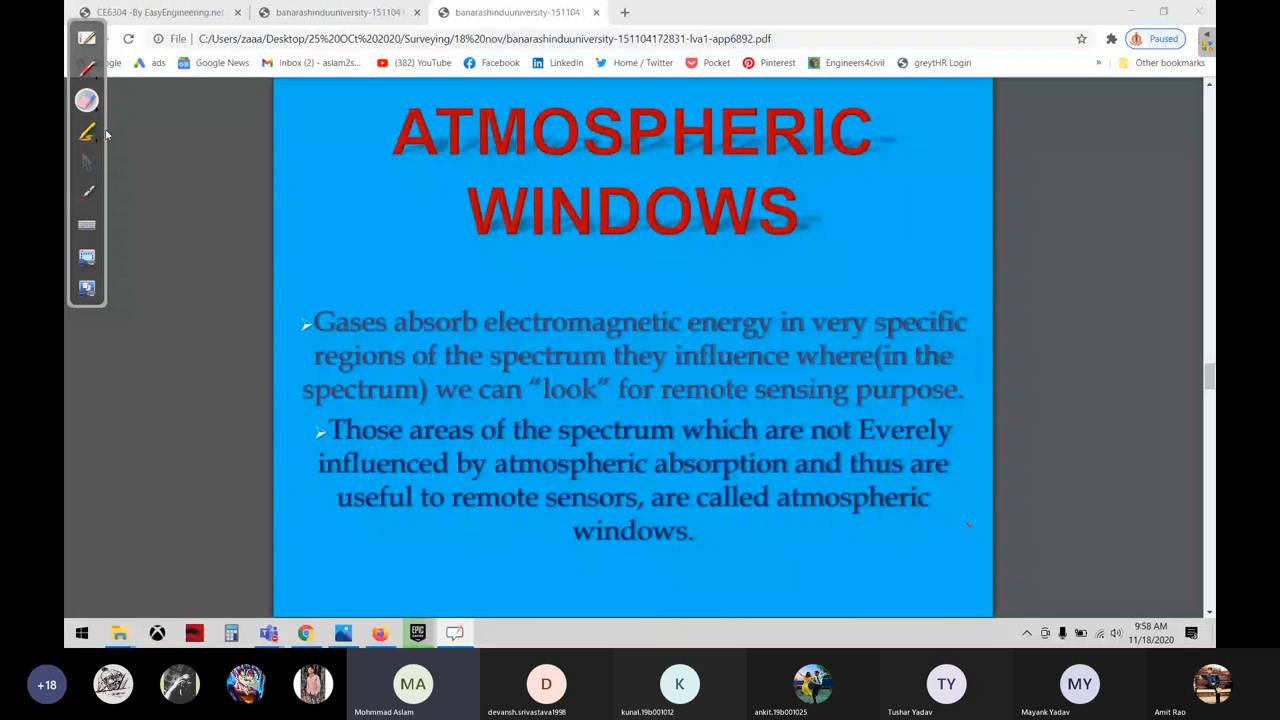 CE6304 -By EasyEngineering.net
banarashinduuniversity-1511041
banarashinduuniversity-1511041
File
C:/Users/zaaa/Desktop/25%20OCt%202020/Surveying/18%20nov/banarashinduuniversity-151104172831-lva1-app6892.pdf
Paused
ogle
ads
Google News
Inbox (2) - aslam2s...
(382) YouTube
Facebook
LinkedIn
Home / Twitter
Pocket
Pinterest
Engineers4civil
greytHR Login
»
Other bookmarks
ATMOSPHERIC
WINDOWS
Gases absorb electromagnetic energy in very specific
regions of the spectrum they influence where(in the
spectrum) we can “look” for remote sensing purpose.
Those areas of the spectrum which are not Everely
influenced by atmospheric absorption and thus are
useful to remote sensors, are called atmospheric
windows.
EPIC
9:58 AM
11/18/2020
+18
MA
D
K
TY
MY
Mohmmad Aslam
devansh.srivastava1998
kunal.19b001012
ankit.19b001025
Tushar Yadav
Mayank Yadav
Amit Rao